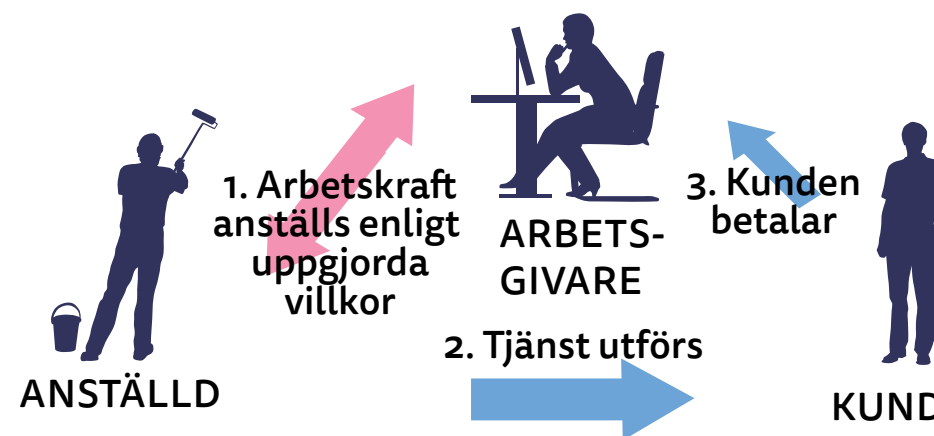 1. Arbetskraft
anställs enligt
uppgjorda
villkor
ARBETS-
GIVARE
3. Kunden
betalar
2. Tjänst utförs
ANSTÄLLD
KUND